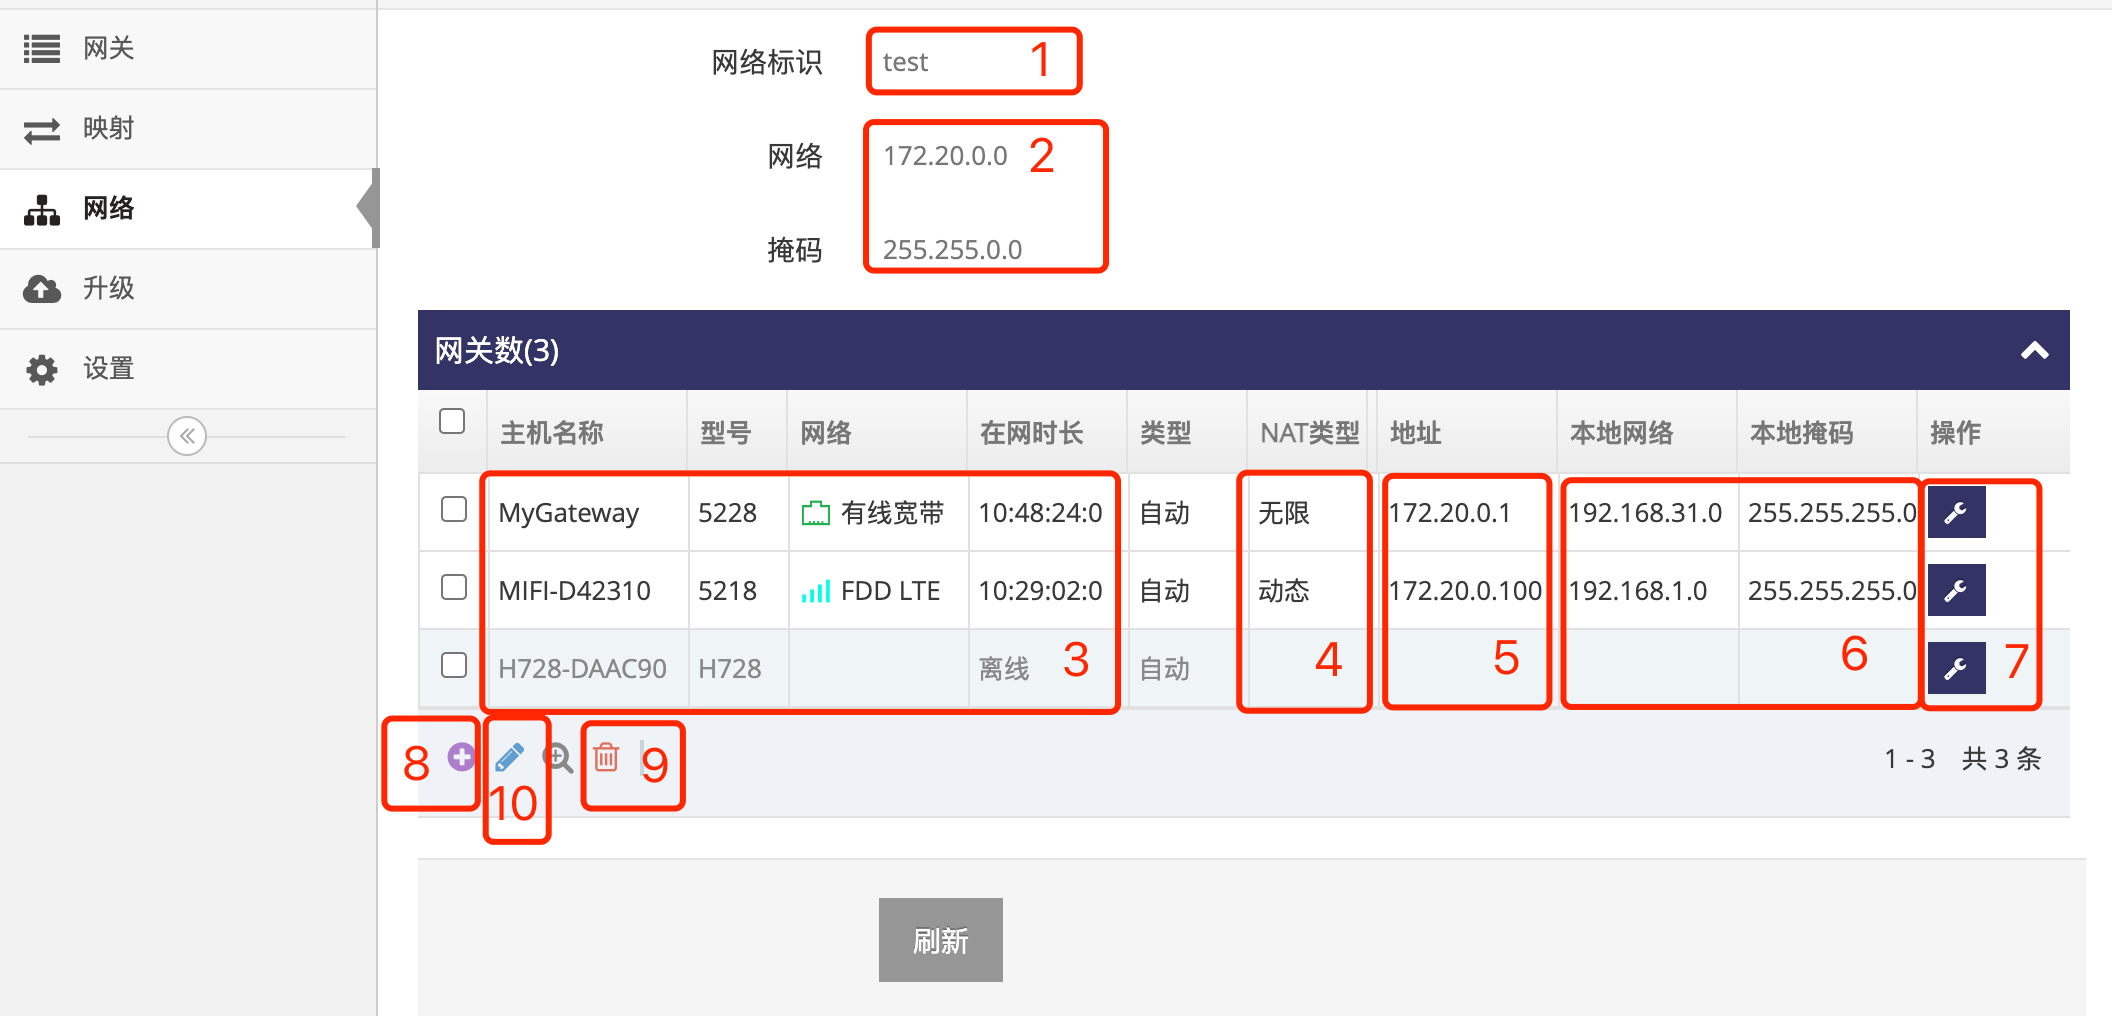 网关
映射
网络
升级
设置
网络标识 test 1
网络 172.20.0.0 2
掩码 255.255.0.0
网关数(3)
主机名称 型号 网络 在网时长 类型 NAT类型 地址 本地网络 本地掩码 操作
MyGateway 5228 有线宽带 10:48:24:0 自动 无限 172.20.0.1 192.168.31.0 255.255.255.0
MIFI-D42310 5218 FDD LTE 10:29:02:0 自动 动态 172.20.0.100 192.168.1.0 255.255.255.0
H728-DAAC90 H728 离线 3 自动 4 5 6 7
8 10 9 1 - 3 共 3 条
刷新